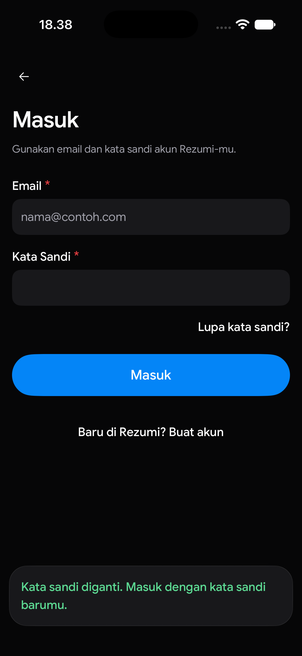 18.38
Masuk
Gunakan email dan kata sandi akun Rezumi-mu.
Email *
nama@contoh.com
Kata Sandi *
Lupa kata sandi?
Masuk
Baru di Rezumi? Buat akun
Kata sandi diganti. Masuk dengan kata sandi
barumu.